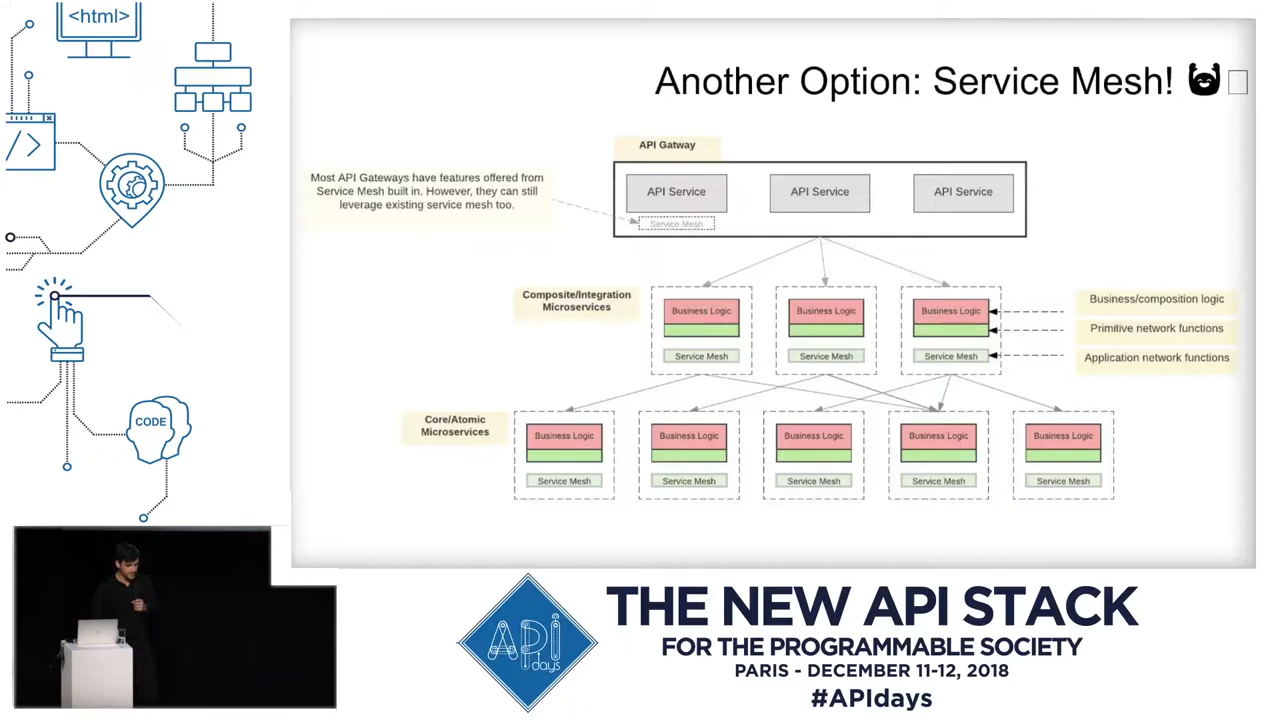 <html>
</>
CODE
Another Option: Service Mesh!
API Gatway
Most API Gateways have features offered from
Service Mesh built in. However, they can still
leverage existing service mesh too.
API Service
API Service
API Service
Service Mesh
Composite/Integration
Microservices
Business Logic
Business Logic
Business Logic
Service Mesh
Service Mesh
Service Mesh
Business/composition logic
Primitive network functions
Application network functions
Core/Atomic
Microservices
Business Logic
Business Logic
Business Logic
Business Logic
Business Logic
Service Mesh
Service Mesh
Service Mesh
Service Mesh
Service Mesh
API
days
THE NEW API STACK
FOR THE PROGRAMMABLE SOCIETY
PARIS - DECEMBER 11-12, 2018
#APIdays